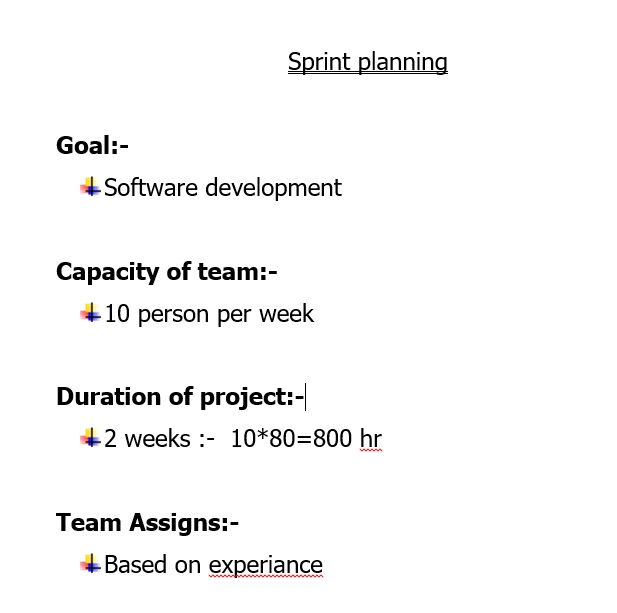 Sprint planning
Goal:-
Software development
Capacity of team:-
10 person per week
Duration of project:-
2 weeks :- 10*80=800 hr
Team Assigns:-
Based on experiance